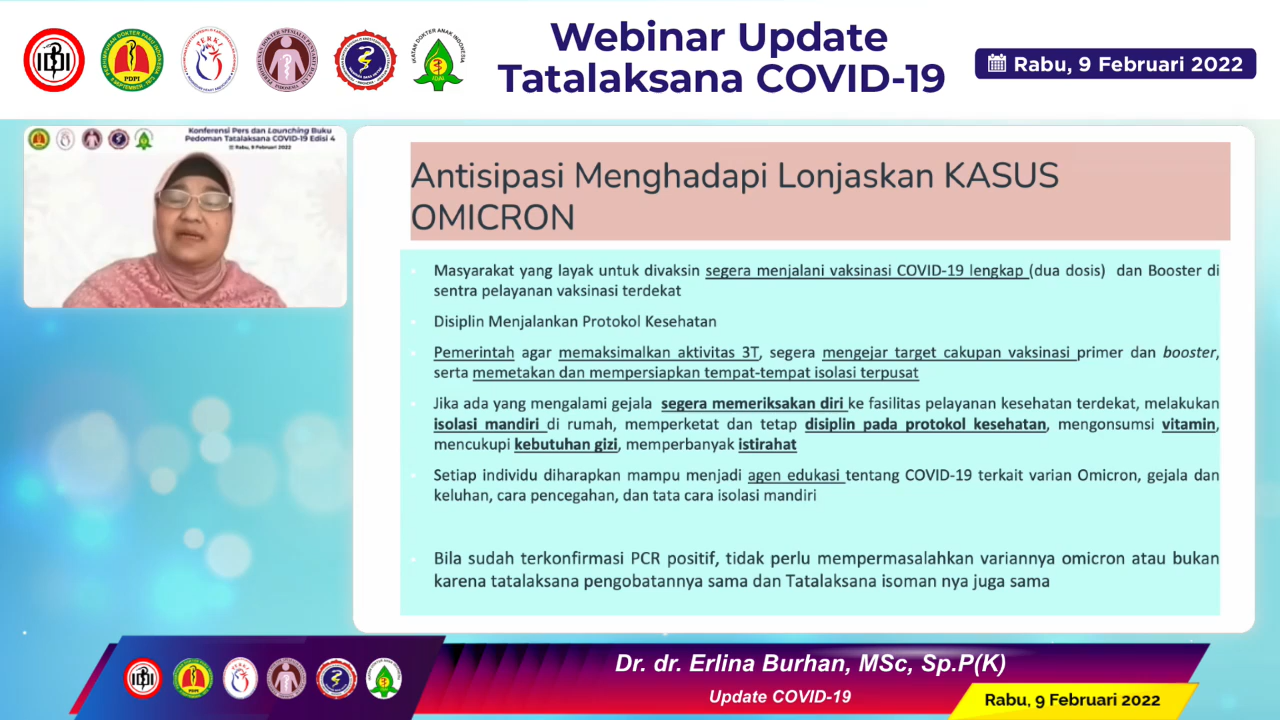 Webinar Update
Tatalaksana COVID-19
Rabu, 9 Februari 2022
IDI
PDPI
PERKI
IDAI
Konferensi Pers dan Launching Buku
Pedoman Tatalaksana COVID-19 Edisi 4
Rabu, 9 Februari 2022
Antisipasi Menghadapi Lonjaskan KASUS
OMICRON
Masyarakat yang layak untuk divaksin segera menjalani vaksinasi COVID-19 lengkap (dua dosis) dan Booster di
sentra pelayanan vaksinasi terdekat
Disiplin Menjalankan Protokol Kesehatan
Pemerintah agar memaksimalkan aktivitas 3T, segera mengejar target cakupan vaksinasi primer dan booster,
serta memetakan dan mempersiapkan tempat-tempat isolasi terpusat
Jika ada yang mengalami gejala segera memeriksakan diri ke fasilitas pelayanan kesehatan terdekat, melakukan
isolasi mandiri di rumah, memperketat dan tetap disiplin pada protokol kesehatan, mengonsumsi vitamin,
mencukupi kebutuhan gizi, memperbanyak istirahat
Setiap individu diharapkan mampu menjadi agen edukasi tentang COVID-19 terkait varian Omicron, gejala dan
keluhan, cara pencegahan, dan tata cara isolasi mandiri
Bila sudah terkonfirmasi PCR positif, tidak perlu mempermasalahkan variannya omicron atau bukan
karena tatalaksana pengobatannya sama dan Tatalaksana isoman nya juga sama
Dr. dr. Erlina Burhan, MSc, Sp.P(K)
Update COVID-19
Rabu, 9 Februari 2022